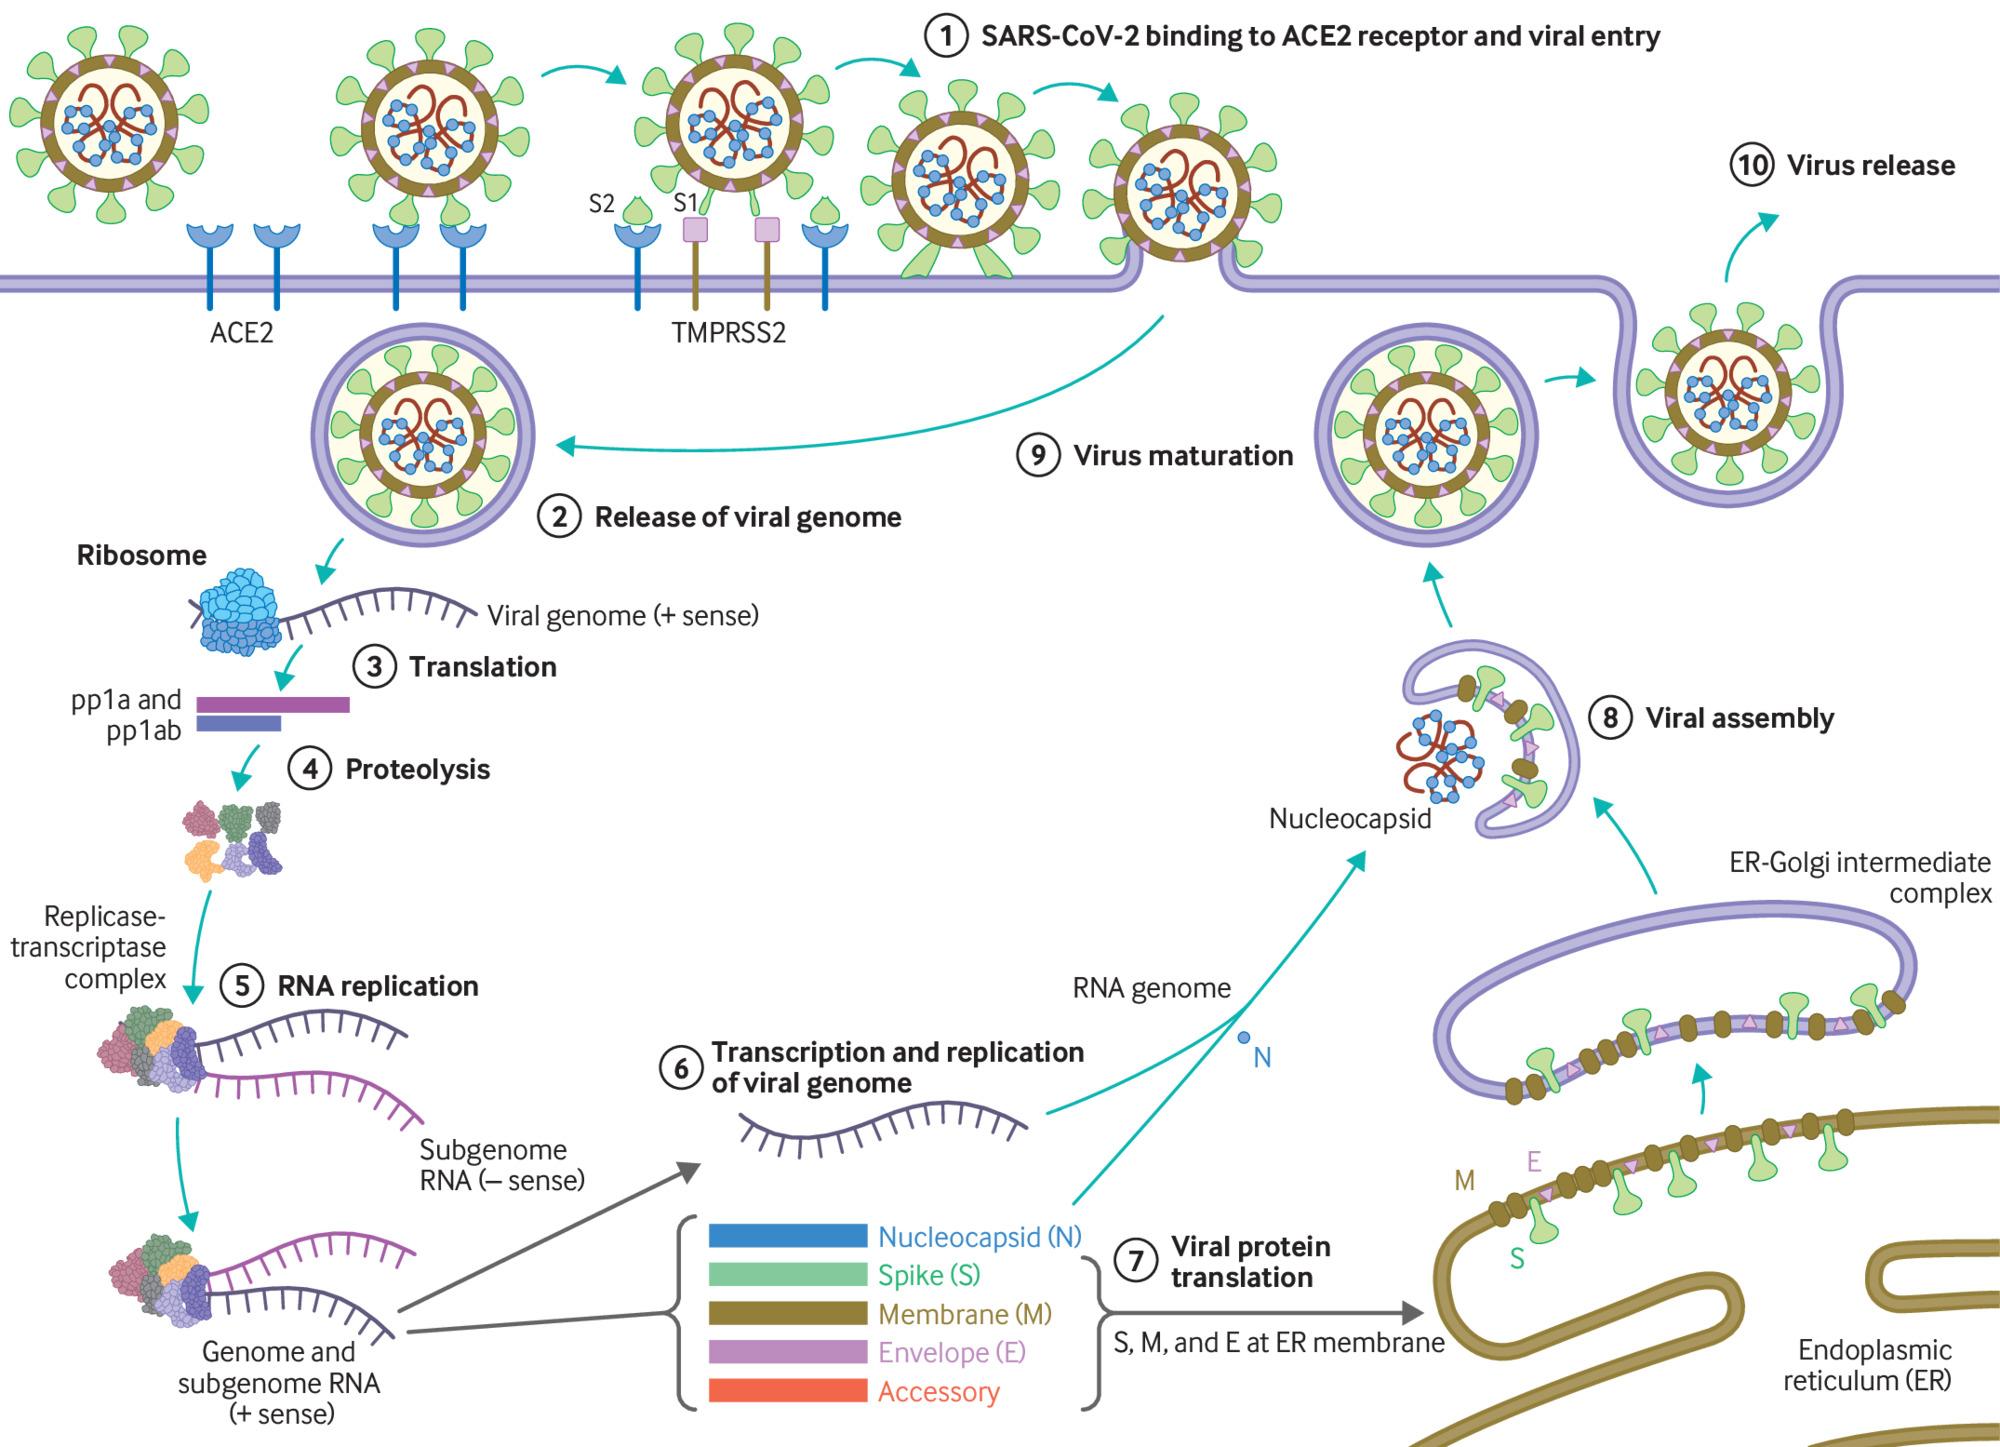 1 SARS-CoV-2 binding to ACE2 receptor and viral entry
10 Virus release
S2
S1
ACE2
TMPRSS2
9 Virus maturation
2 Release of viral genome
Ribosome
Viral genome (+ sense)
3 Translation
pp1a and
pp1ab
4 Proteolysis
8 Viral assembly
Nucleocapsid
ER-Golgi intermediate
complex
Replicase-
transcriptase
complex
5 RNA replication
RNA genome
N
6 Transcription and replication
of viral genome
Subgenome
RNA (– sense)
M
E
S
Nucleocapsid (N)
Spike (S)
Membrane (M)
Envelope (E)
Accessory
7 Viral protein
translation
S, M, and E at ER membrane
Genome and
subgenome RNA
(+ sense)
Endoplasmic
reticulum (ER)